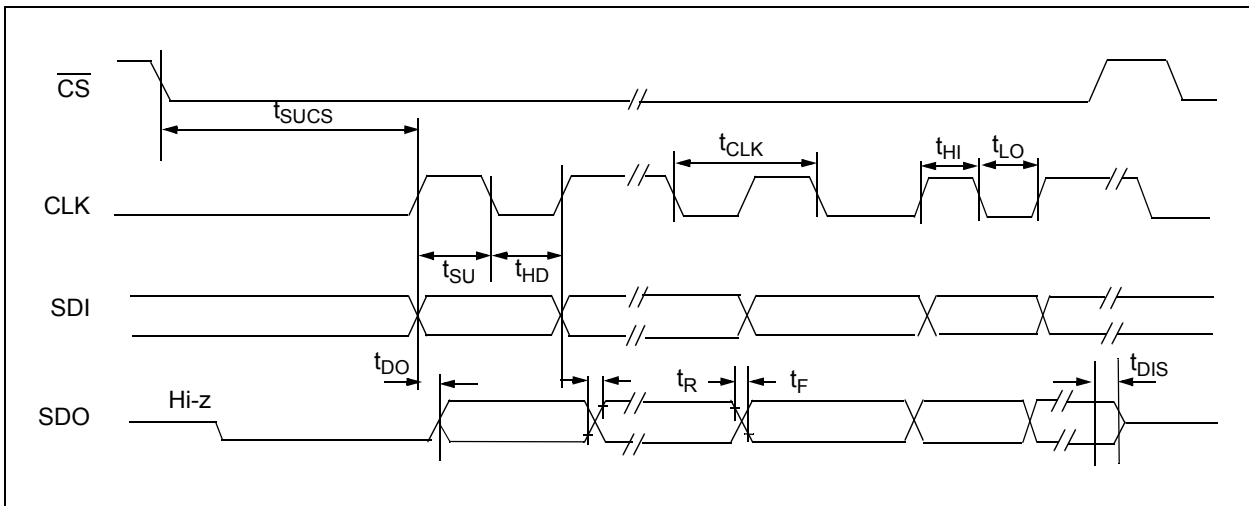 CS
tSUCS
tCLK
tHI
tLO
CLK
tSU
tHD
SDI
tDO
tR
tF
tDIS
Hi-z
SDO